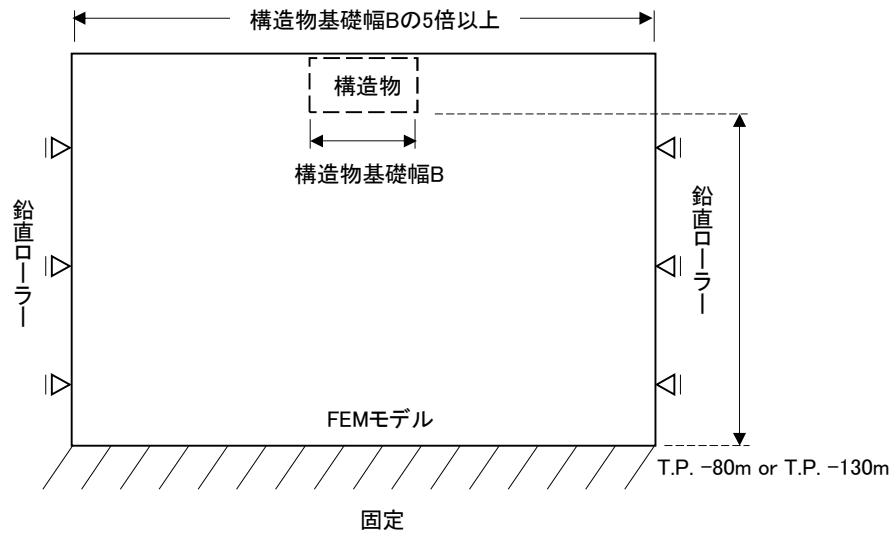 構造物基礎幅Bの5倍以上
構造物
構造物基礎幅B
鉛直ローラー
鉛直ローラー
FEMモデル
T.P. -80m or T.P. -130m
固定